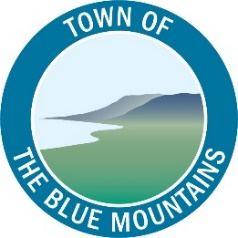 TOWN OF
THE BLUE MOUNTAINS